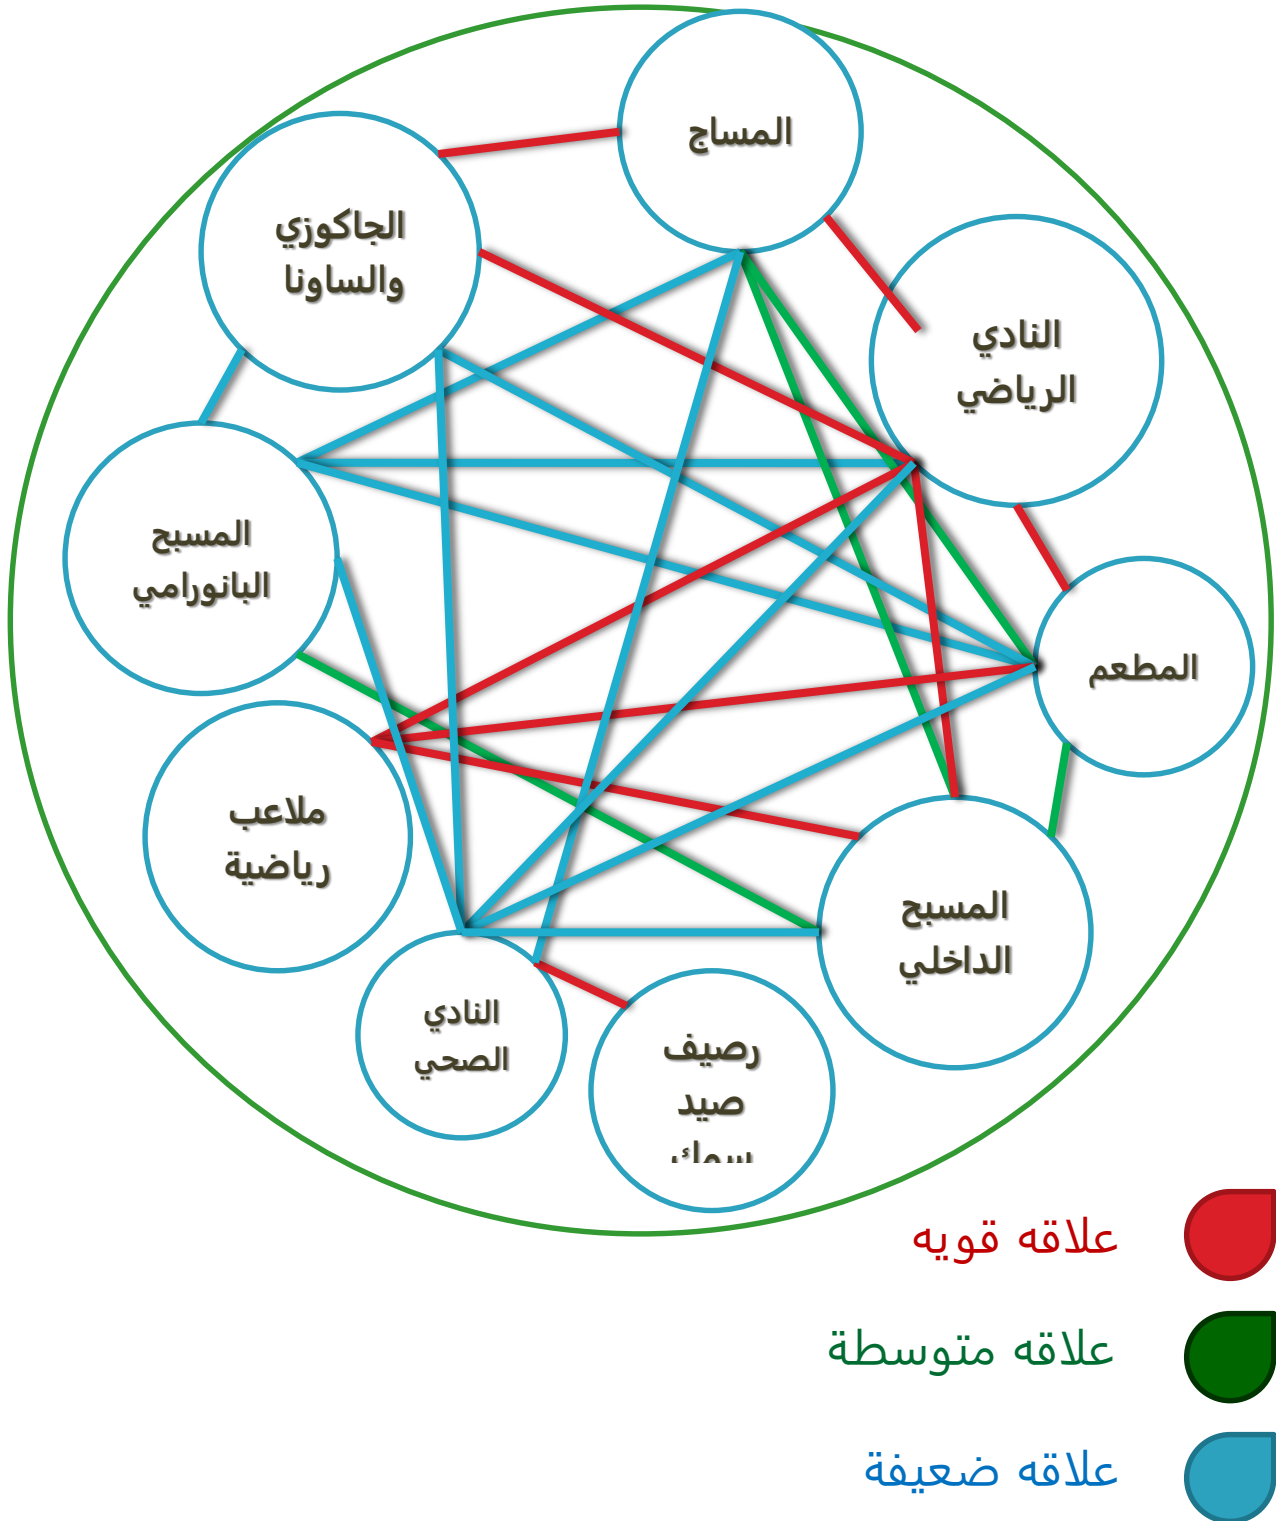 المساج
الجاكوزي
والساونا
النادي
الرياضي
المسبح
البانورامي
المطعم
ملاعب
رياضية
المسبح
الداخلي
النادي
الصحي
رصيف
صيد
سمك
علاقه قويه
علاقه متوسطة
علاقه ضعيفة